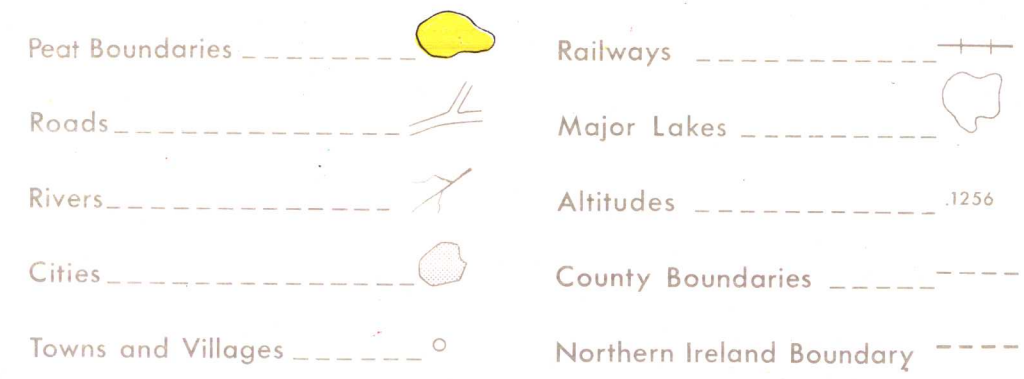 Peat Boundaries
Roads
Rivers
Cities
Towns and Villages
Railways
Major Lakes
Altitudes .1256
County Boundaries
Northern Ireland Boundary